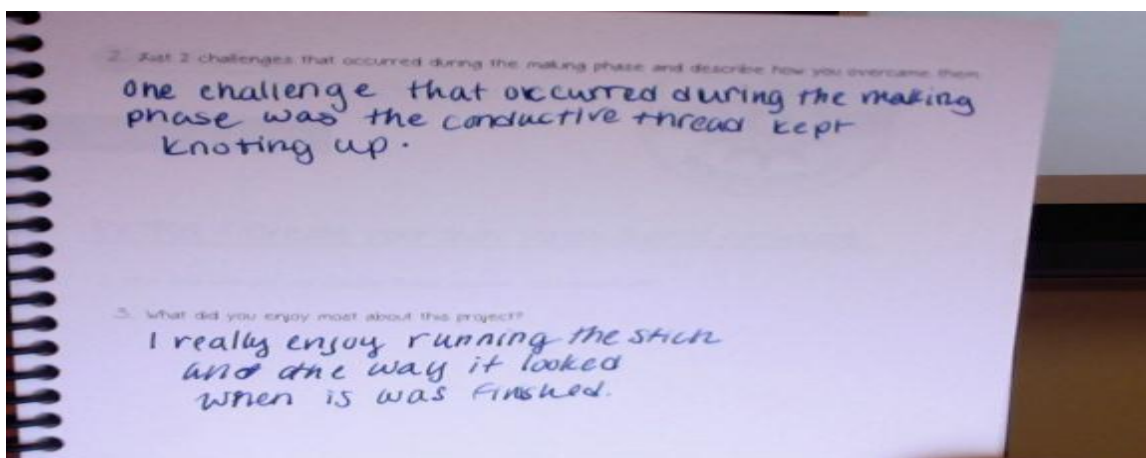 2. Just 2 challenges that occurred during the making phase and describe how you overcame them
One challenge that occurred during the making
phase was the conductive thread kept
knoting up.
3. What did you enjoy most about this project?
I really enjoy running the stich
and the way it looked
when is was finished.